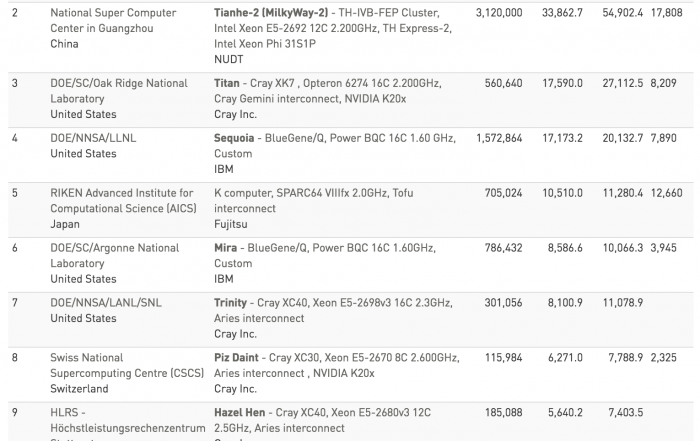 2 National Super Computer Tianhe-2 (MilkyWay-2) - TH-IVB-FEP Cluster, 3,120,000 33,862.7 54,902.4 17,808
Center in Guangzhou Intel Xeon E5-2692 12C 2.200GHz, TH Express-2,
China Intel Xeon Phi 31S1P
NUDT
3 DOE/SC/Oak Ridge National Titan - Cray XK7 , Opteron 6274 16C 2.200GHz, 560,640 17,590.0 27,112.5 8,209
Laboratory Cray Gemini interconnect, NVIDIA K20x
United States Cray Inc.
4 DOE/NNSA/LLNL Sequoia - BlueGene/Q, Power BQC 16C 1.60 GHz, 1,572,864 17,173.2 20,132.7 7,890
United States Custom
IBM
5 RIKEN Advanced Institute for K computer, SPARC64 VIIIfx 2.0GHz, Tofu 705,024 10,510.0 11,280.4 12,660
Computational Science (AICS) interconnect
Japan Fujitsu
6 DOE/SC/Argonne National Mira - BlueGene/Q, Power BQC 16C 1.60GHz, 786,432 8,586.6 10,066.3 3,945
Laboratory Custom
United States IBM
7 DOE/NNSA/LANL/SNL Trinity - Cray XC40, Xeon E5-2698v3 16C 2.3GHz, 301,056 8,100.9 11,078.9
United States Aries interconnect
Cray Inc.
8 Swiss National Piz Daint - Cray XC30, Xeon E5-2670 8C 2.600GHz, 115,984 6,271.0 7,788.9 2,325
Supercomputing Centre (CSCS) Aries interconnect , NVIDIA K20x
Switzerland Cray Inc.
9 HLRS - Hazel Hen - Cray XC40, Xeon E5-2680v3 12C 185,088 5,640.2 7,403.5
Höchstleistungsrechenzentrum 2.5GHz, Aries interconnect